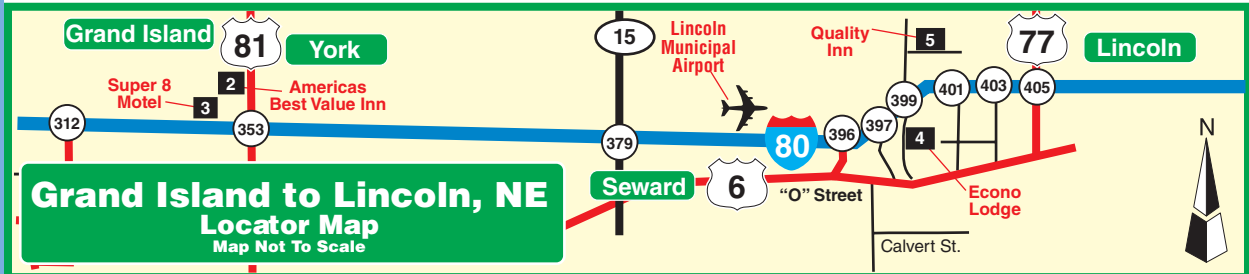 Grand Island
81
York
Super 8
Motel
3
2
Americas
Best Value Inn
312
353
15
379
Lincoln
Municipal
Airport
80
Quality
Inn
5
77
Lincoln
396
397
399
401
403
405
4
Econo
Lodge
Seward
6
“O” Street
Calvert St.
N
Grand Island to Lincoln, NE
Locator Map
Map Not To Scale